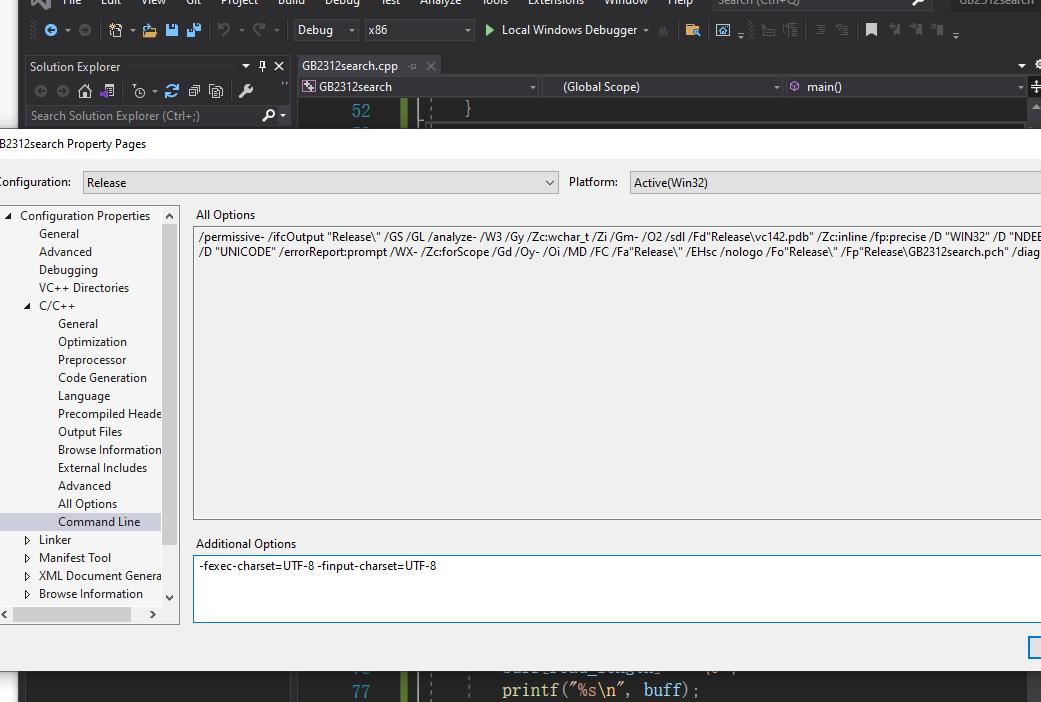 File Edit View Git Project Build Debug Test Analyze Tools Extensions Window Help Search (Ctrl+Q) GB2312search
Debug x86 Local Windows Debugger
Solution Explorer
GB2312search.cpp
GB2312search (Global Scope) main()
Search Solution Explorer (Ctrl+;)
52 }
GB2312search Property Pages
Configuration: Release Platform: Active(Win32)
Configuration Properties
General
Advanced
Debugging
VC++ Directories
C/C++
General
Optimization
Preprocessor
Code Generation
Language
Precompiled Heade
Output Files
Browse Information
External Includes
Advanced
All Options
Command Line
Linker
Manifest Tool
XML Document Genera
Browse Information
All Options
/permissive- /ifcOutput "Release\" /GS /GL /analyze- /W3 /Gy /Zc:wchar_t /Zi /Gm- /O2 /sdl /Fd"Release\vc142.pdb" /Zc:inline /fp:precise /D "WIN32" /D "NDEB
/D "UNICODE" /errorReport:prompt /WX- /Zc:forScope /Gd /Oy- /Oi /MD /FC /Fa"Release\" /EHsc /nologo /Fo"Release\" /Fp"Release\GB2312search.pch" /diag
Additional Options
-fexec-charset=UTF-8 -finput-charset=UTF-8
77 printf("%s\n", buff);